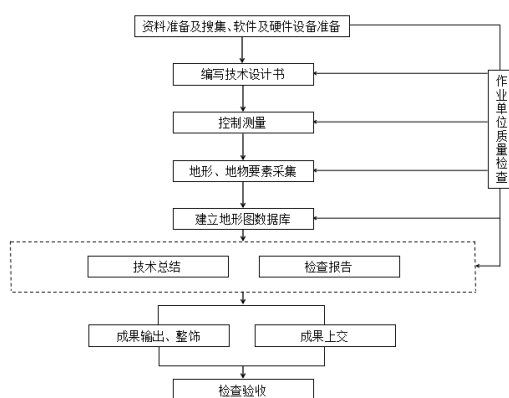 资料准备及搜集、软件及硬件设备准备
编写技术设计书
控制测量
地形、地物要素采集
建立地形图数据库
作业单位质量检查
技术总结
检查报告
成果输出、整饰
成果上交
检查验收